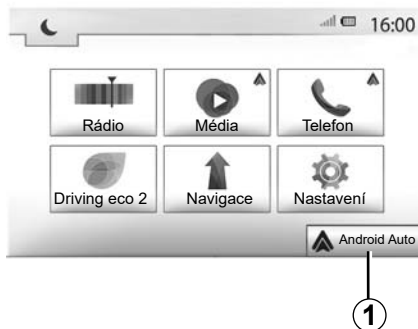 16:00
Rádio
Média
Telefon
Driving eco 2
Navigace
Nastavení
Android Auto
1